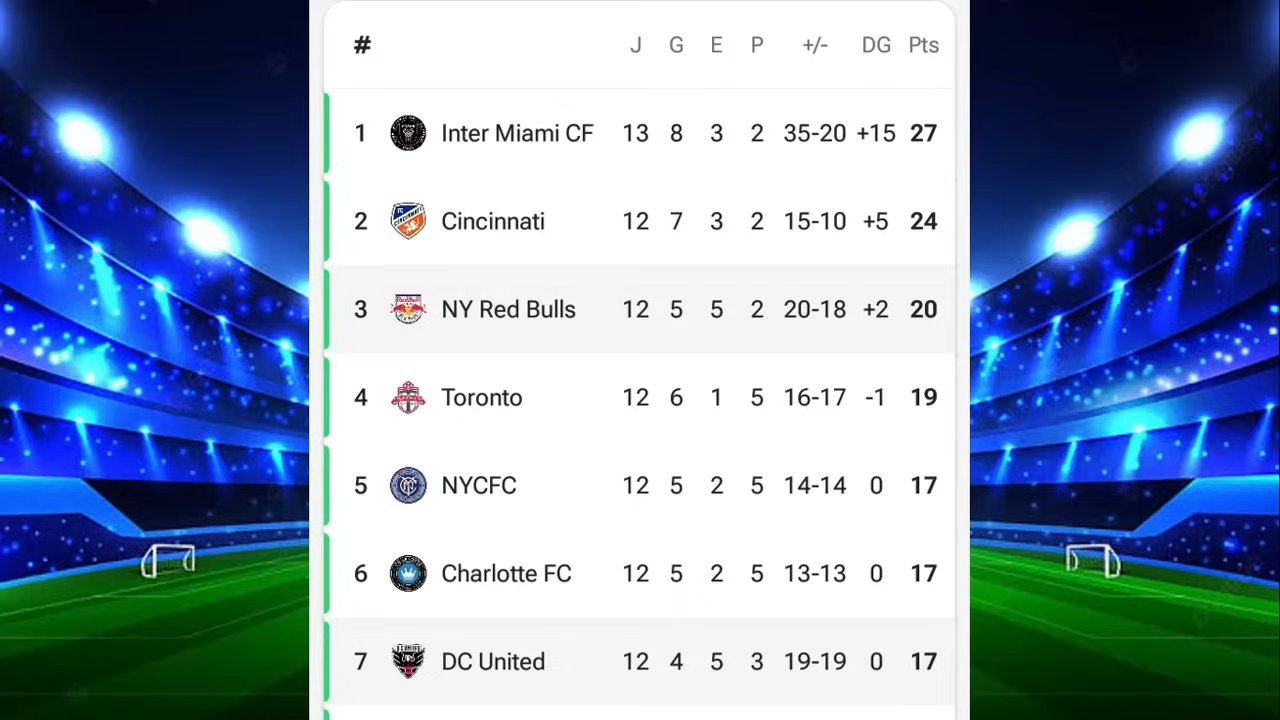 # J G E P +/- DG Pts
1 Inter Miami CF 13 8 3 2 35-20 +15 27
2 Cincinnati 12 7 3 2 15-10 +5 24
3 NY Red Bulls 12 5 5 2 20-18 +2 20
4 Toronto 12 6 1 5 16-17 -1 19
5 NYCFC 12 5 2 5 14-14 0 17
6 Charlotte FC 12 5 2 5 13-13 0 17
7 DC United 12 4 5 3 19-19 0 17